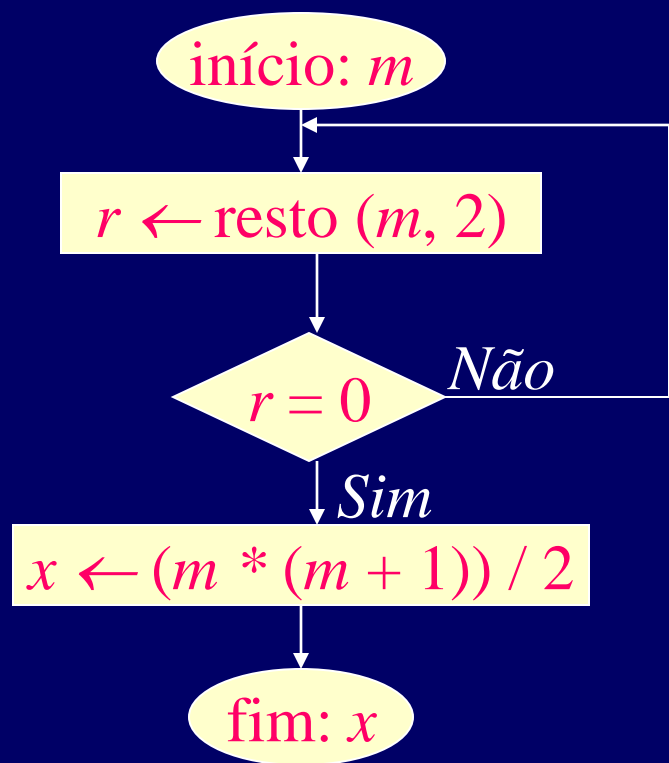 início: m
r ← resto (m, 2)
r = 0
Não
Sim
x ← (m * (m + 1)) / 2
fim: x